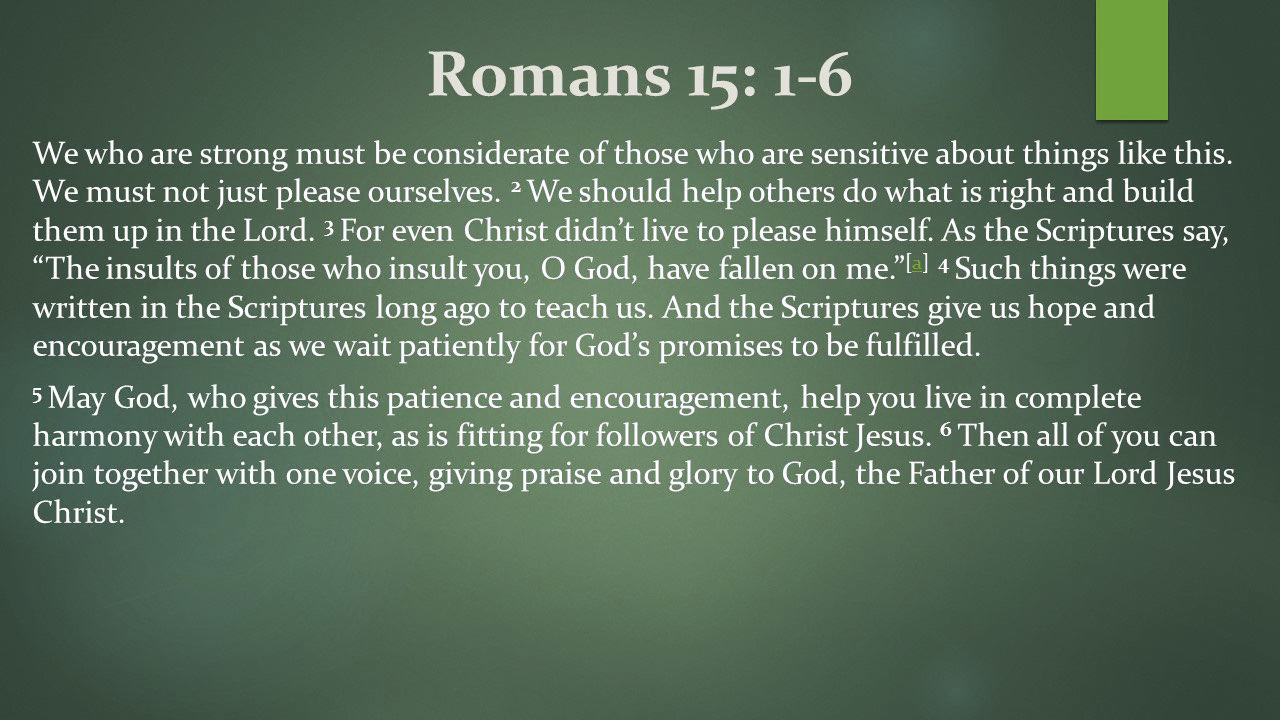 Romans 15: 1-6
We who are strong must be considerate of those who are sensitive about things like this.
We must not just please ourselves. ² We should help others do what is right and build
them up in the Lord. ³ For even Christ didn’t live to please himself. As the Scriptures say,
“The insults of those who insult you, O God, have fallen on me.”[a] ⁴ Such things were
written in the Scriptures long ago to teach us. And the Scriptures give us hope and
encouragement as we wait patiently for God’s promises to be fulfilled.
⁵ May God, who gives this patience and encouragement, help you live in complete
harmony with each other, as is fitting for followers of Christ Jesus. ⁶ Then all of you can
join together with one voice, giving praise and glory to God, the Father of our Lord Jesus
Christ.